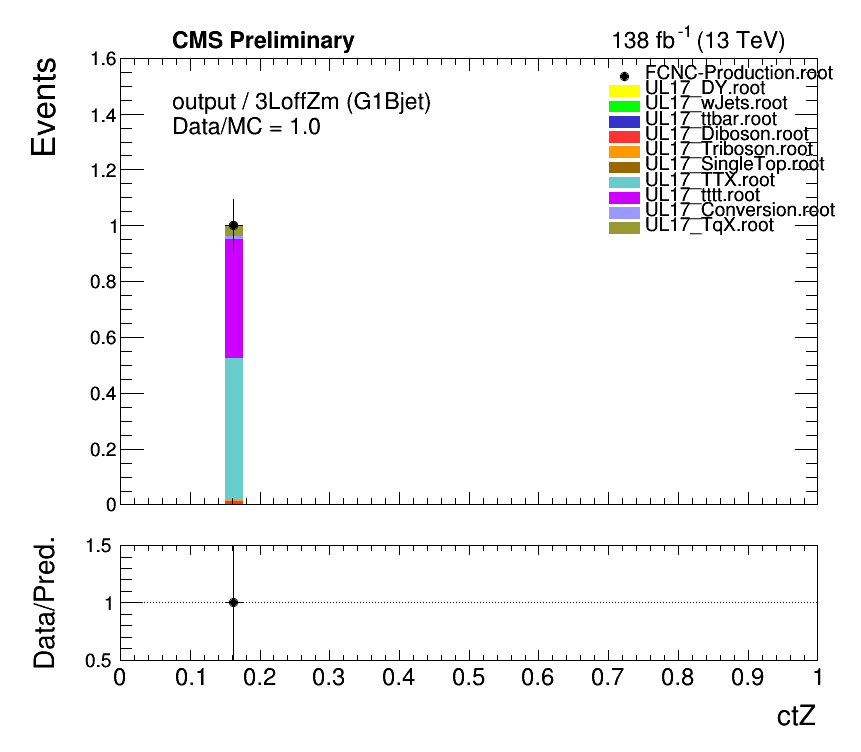 CMS Preliminary
138 fb-1 (13 TeV)
Events
output / 3LoffZm (G1Bjet)
Data/MC = 1.0
FCNC-Production.root
UL17_DY.root
UL17_wJets.root
UL17_ttbar.root
UL17_Diboson.root
UL17_Triboson.root
UL17_SingleTop.root
UL17_TTX.root
UL17_tttt.root
UL17_Conversion.root
UL17_TqX.root
1.6
1.4
1.2
1
0.8
0.6
0.4
0.2
0
Data/Pred.
1.5
1
0.5
0 0.1 0.2 0.3 0.4 0.5 0.6 0.7 0.8 0.9 1
ctZ